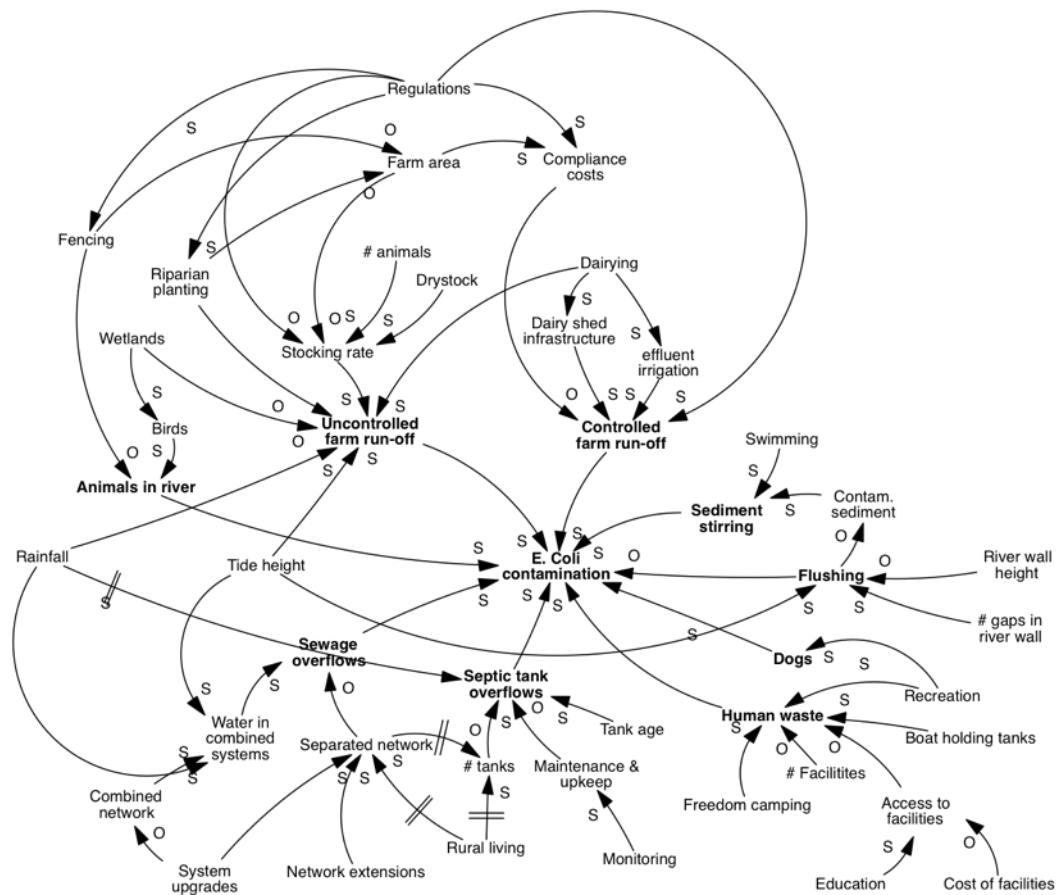 Regulations
S
O
S
Farm area
S
Compliance
costs
O
Fencing
S
# animals
Dairying
Riparian
planting
Drystock
S
Dairy shed
infrastructure
S
O
O
S
S
Wetlands
Stocking rate
effluent
irrigation
S
S
S
O
S
S
S
O
Birds
Uncontrolled
farm run-off
Controlled
farm run-off
Swimming
O
S
O
S
S
S
Animals in river
Contam.
sediment
Sediment
stirring
S
S
S
S
O
Rainfall
Tide height
S
E. Coli
contamination
O
O
River wall
height
Flushing
S
S
S
S
S
S
S
# gaps in
river wall
Sewage
overflows
S
Dogs
S
S
Septic tank
overflows
O
S
S
Recreation
S
Water in
combined
systems
Separated network
O
S
O
S
Tank age
Human waste
S
Boat holding tanks
S
S
S
S
S
# tanks
Maintenance &
upkeep
S
O
O
# Facilitites
Combined
network
S
Freedom camping
Access to
facilities
O
S
Rural living
System
upgrades
Network extensions
Monitoring
S
O
Education
Cost of facilities